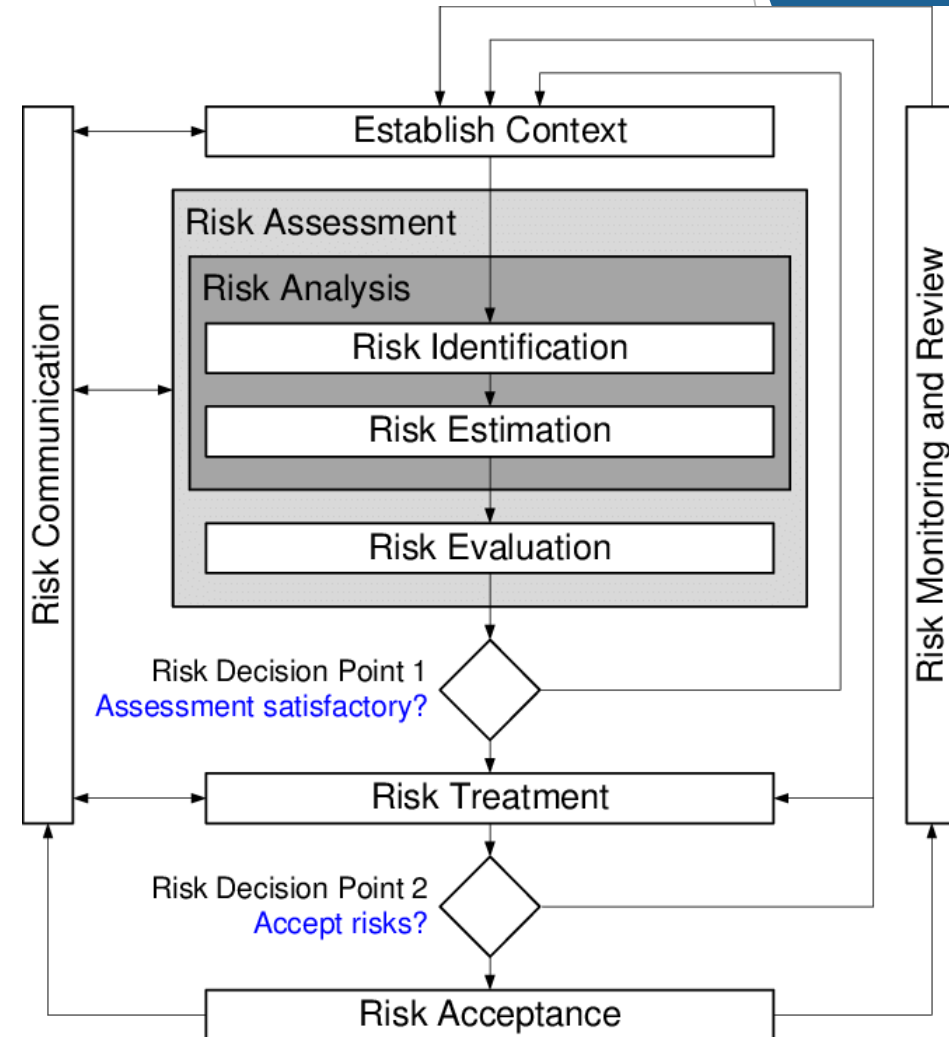 Establish Context
Risk Assessment
Risk Analysis
Risk Identification
Risk Estimation
Risk Evaluation
Risk Communication
Risk Monitoring and Review
Risk Decision Point 1
Assessment satisfactory?
Risk Treatment
Risk Decision Point 2
Accept risks?
Risk Acceptance